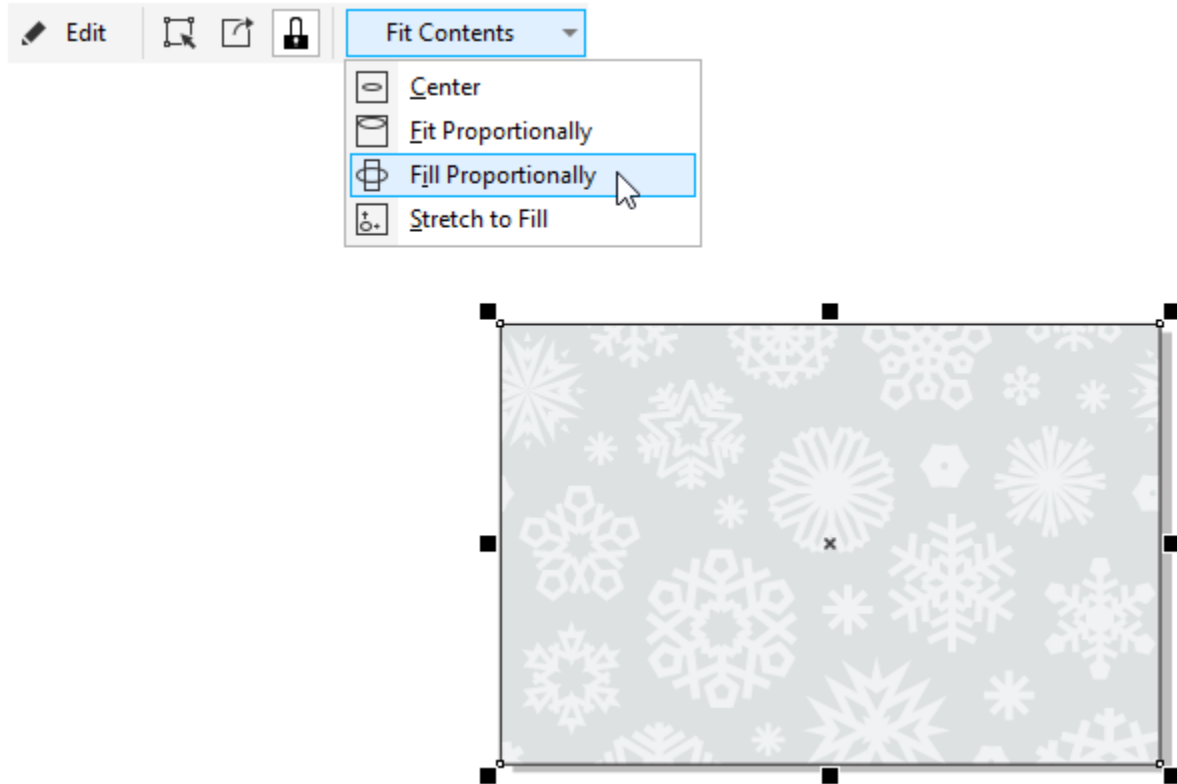 Edit
Fit Contents
Center
Fit Proportionally
Fill Proportionally
Stretch to Fill